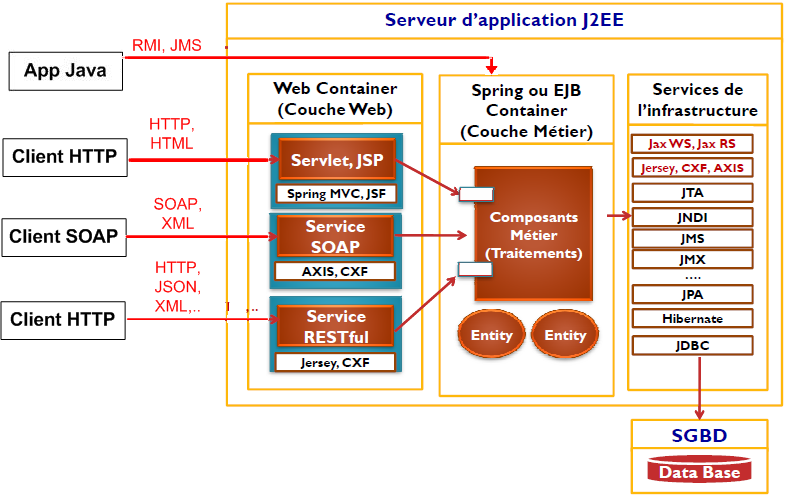 Serveur d'application J2EE
RMI, JMS
App Java
HTTP,
HTML
Client HTTP
SOAP,
XML
Client SOAP
HTTP,
JSON,
XML,..
Client HTTP
Web Container
(Couche Web)
Servlet, JSP
Spring MVC, JSF
Service
SOAP
AXIS, CXF
Service
RESTful
Jersey, CXF
Spring ou EJB
Container
(Couche Métier)
Composants
Métier
(Traitements)
Entity
Entity
Services de
l'infrastructure
Jax WS, Jax RS
Jersey, CXF, AXIS
JTA
JNDI
JMS
JMX
....
JPA
Hibernate
JDBC
SGBD
Data Base